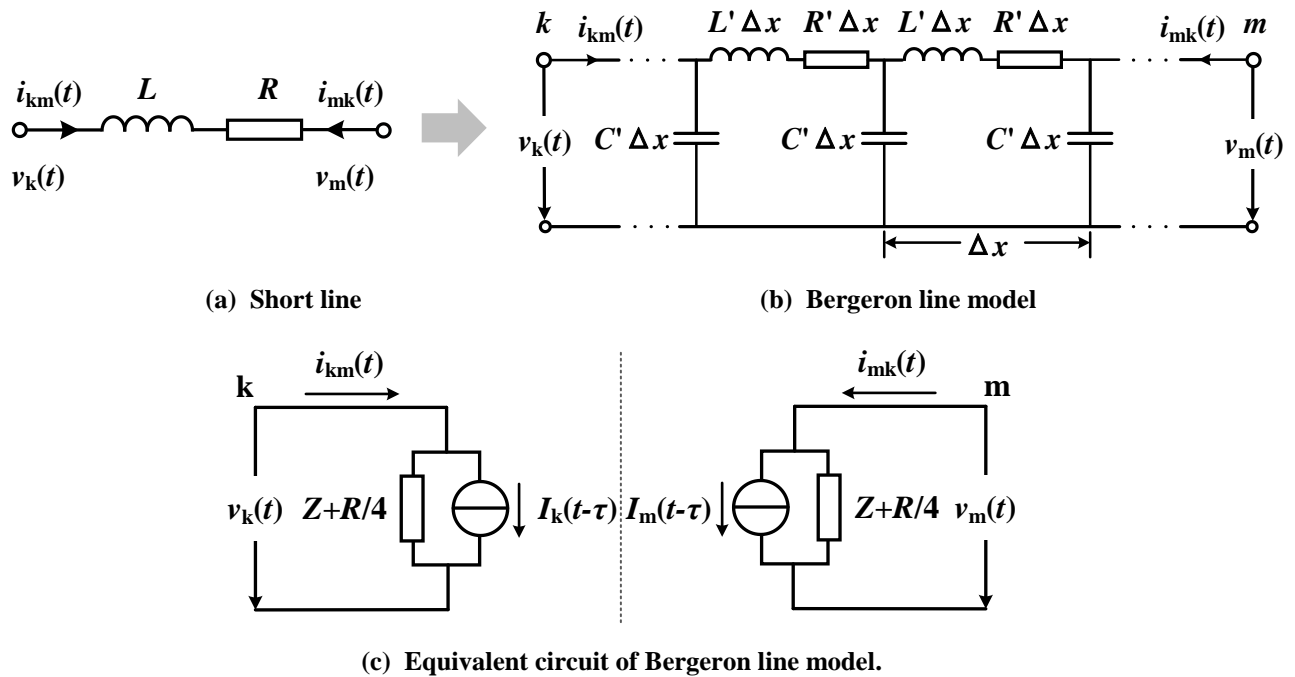 i_km(t) L R i_mk(t)
v_k(t) v_m(t)
(a) Short line
k i_km(t) L' Δx R' Δx L' Δx R' Δx i_mk(t) m
v_k(t) C' Δx C' Δx C' Δx v_m(t)
Δx
(b) Bergeron line model
k i_km(t) i_mk(t) m
v_k(t) Z+R/4 I_k(t-τ) I_m(t-τ) Z+R/4 v_m(t)
(c) Equivalent circuit of Bergeron line model.